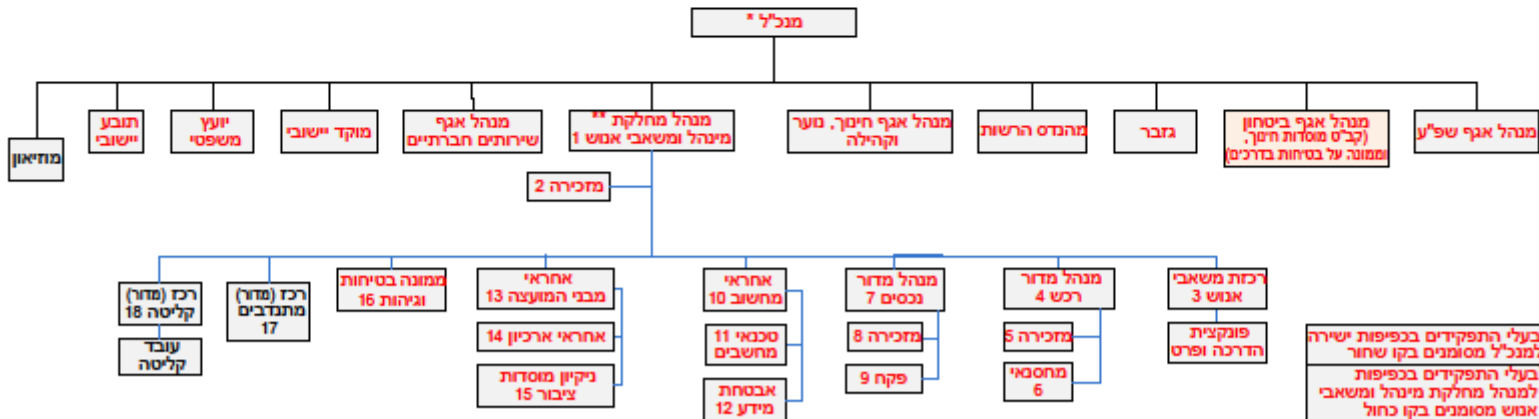 מנכ"ל *
מנהל אגף שפ"ע
מנהל אגף ביטחון
(קב"ט מוסדות חינוך,
וממונה על בטיחות בדרכים)
גזבר
מהנדס הרשות
מנהל אגף חינוך, נוער
וקהילה
מנהל מחלקת **
מינהל ומשאבי אנוש 1
מנהל אגף
שירותים חברתיים
מוקד יישובי
יועץ
משפטי
תובע
יישובי
מוזיאון
מזכירה 2
רכזת משאבי
אנוש 3
פונקצית
הדרכה ופרט
מנהל מדור
רכש 4
מזכירה 5
מחסנאי
6
מנהל מדור
נכסים 7
מזכירה 8
פקח 9
אחראי
מחשוב 10
טכנאי 11
מחשבים
אבטחת
מידע 12
אחראי
מבני המועצה 13
אחראי ארכיון 14
ניקיון מוסדות
ציבור 15
ממונה בטיחות
וגיהות 16
רכז (מדור)
מתנדבים
17
רכז (מדור)
קליטה 18
עובד
קליטה
בעלי התפקידים בכפיפות ישירה
למנכ"ל מסומנים בקו שחור
בעלי התפקידים בכפיפות
למנהל מחלקת מינהל ומשאבי
אנוש מסומנים בקו כחול